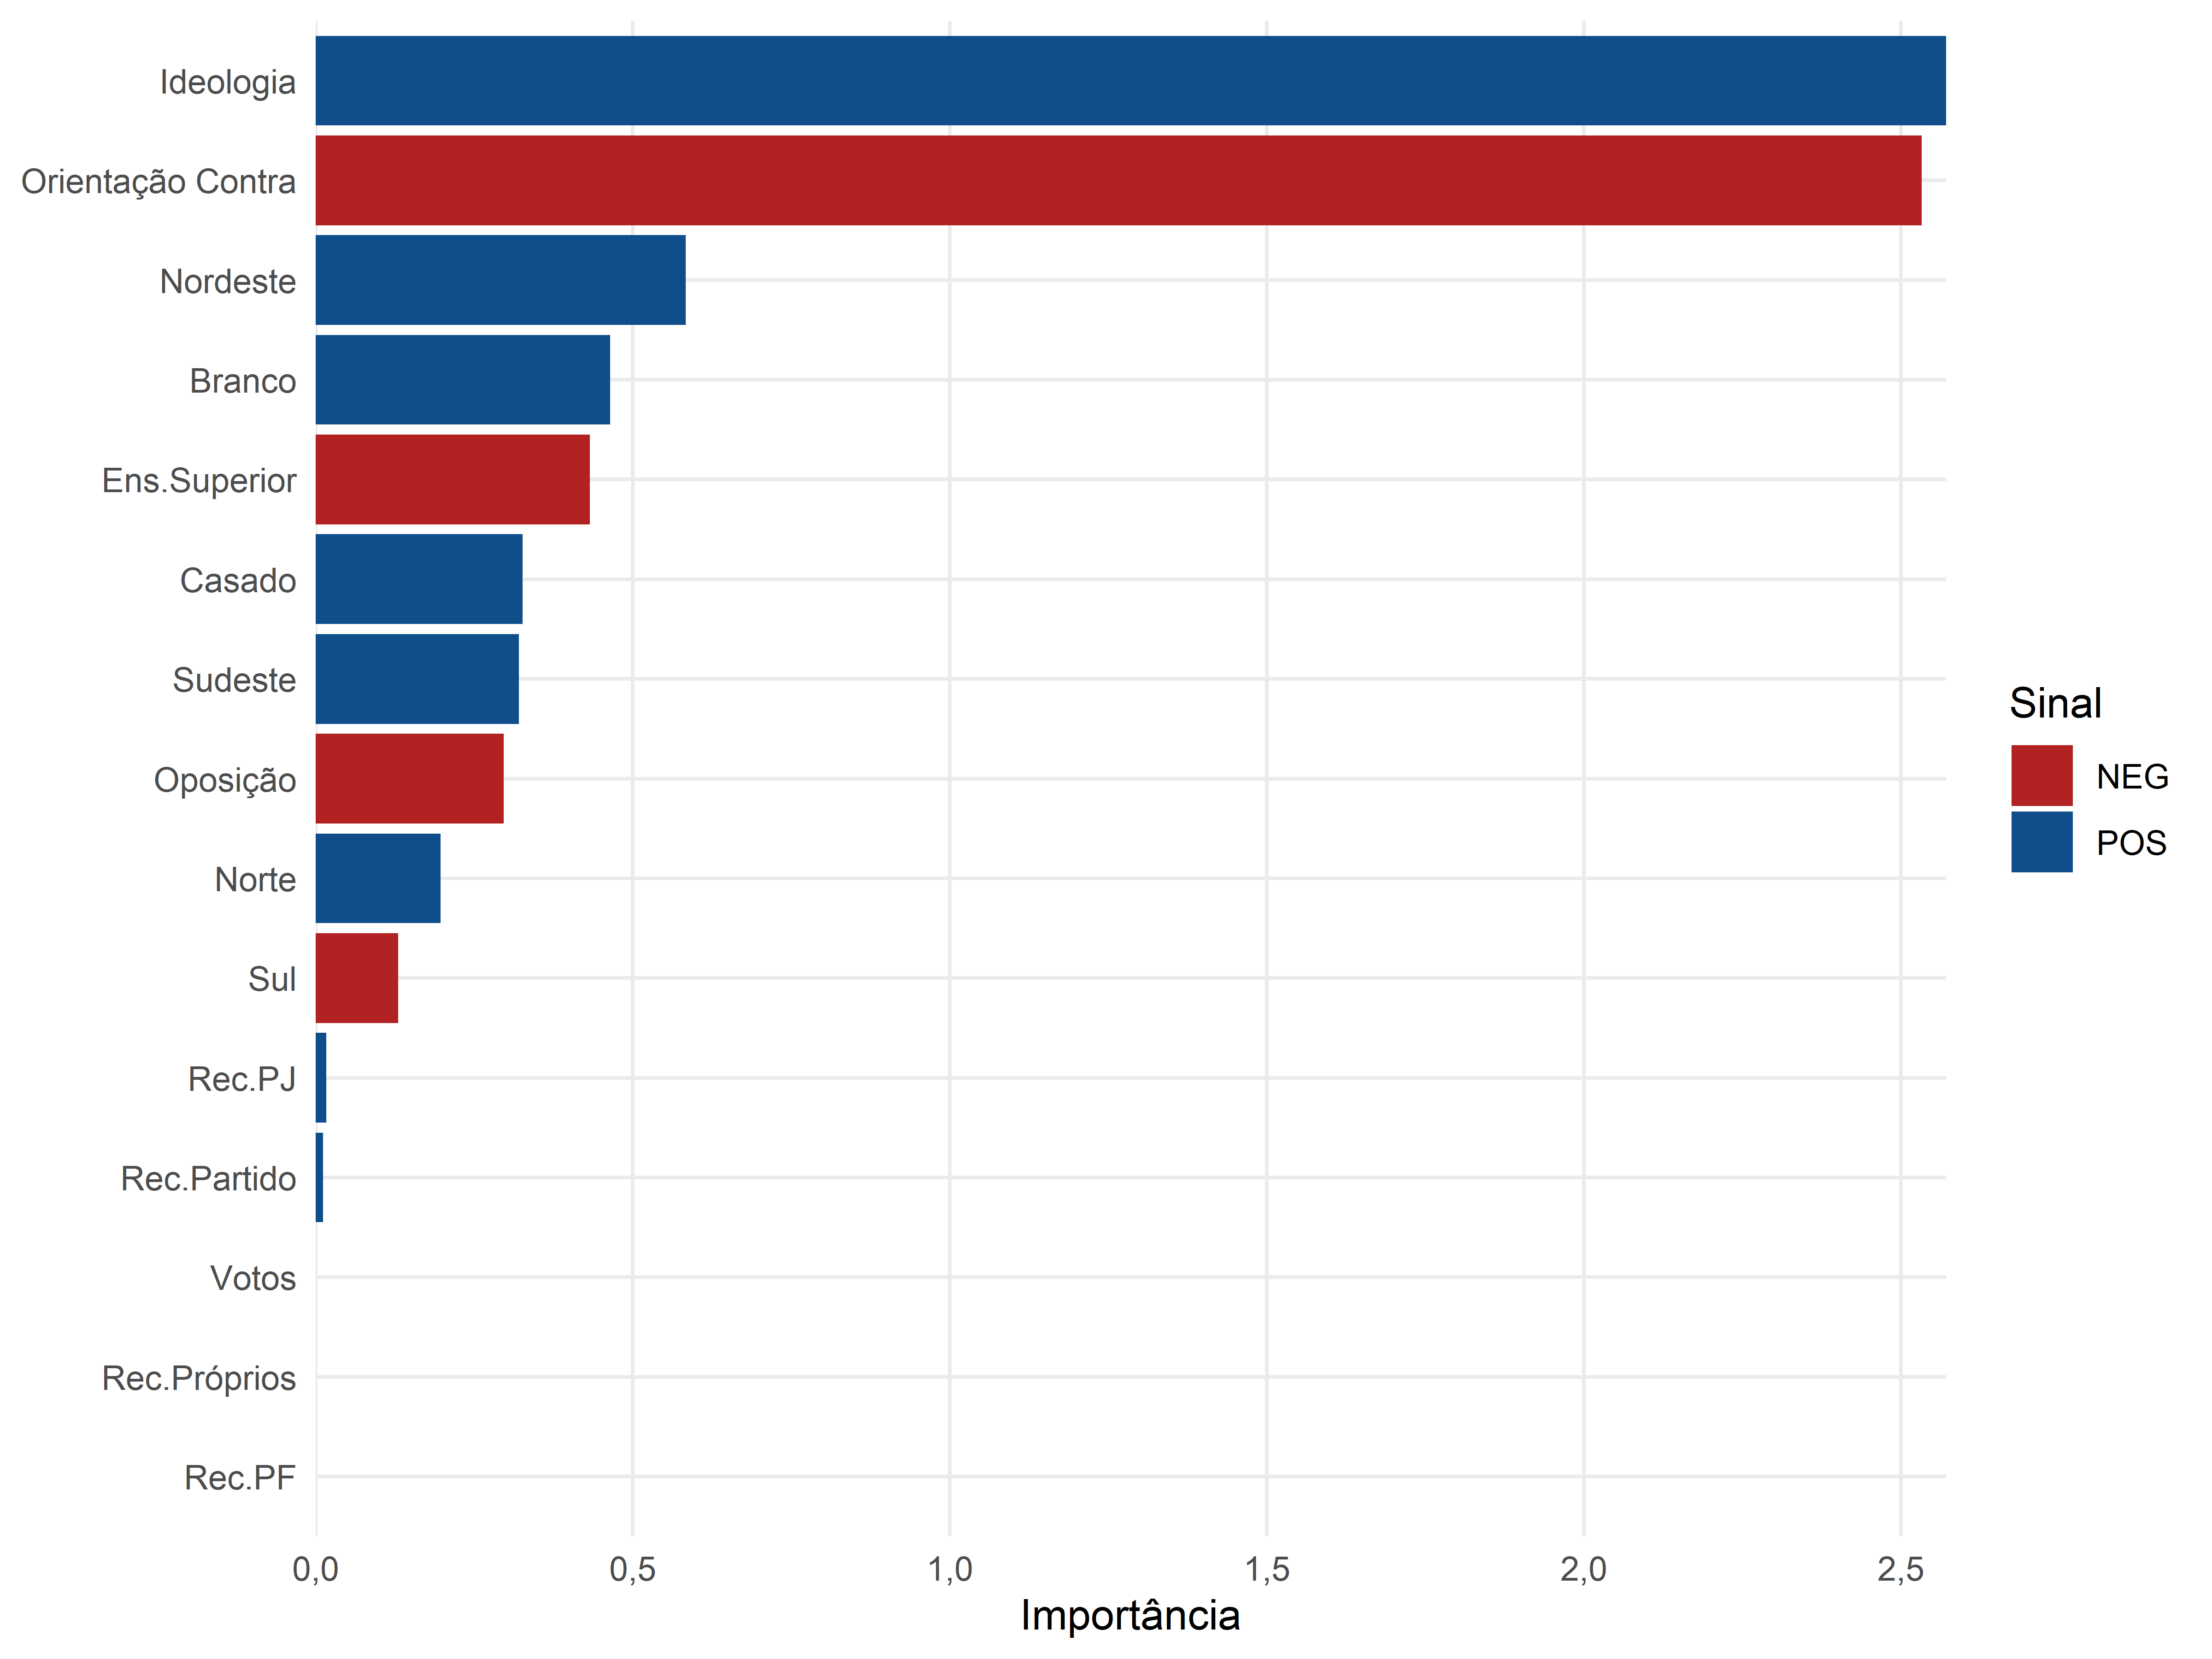 Ideologia
Orientação Contra
Nordeste
Branco
Ens.Superior
Casado
Sudeste
Oposição
Norte
Sul
Rec.PJ
Rec.Partido
Votos
Rec.Próprios
Rec.PF
0,0 0,5 1,0 1,5 2,0 2,5
Importância
Sinal
NEG
POS